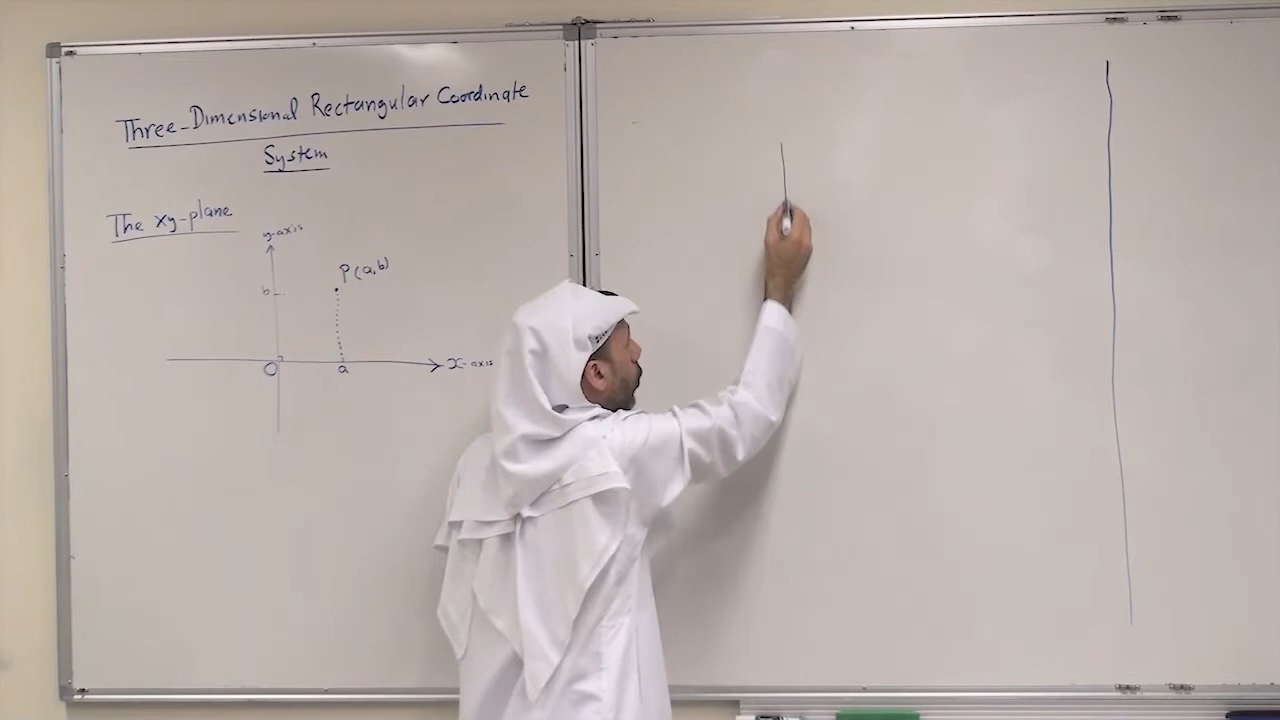 Three-Dimensional Rectangular Coordinate
System
The xy-plane
y-axis
P(a,b)
b
O
a
x-axis